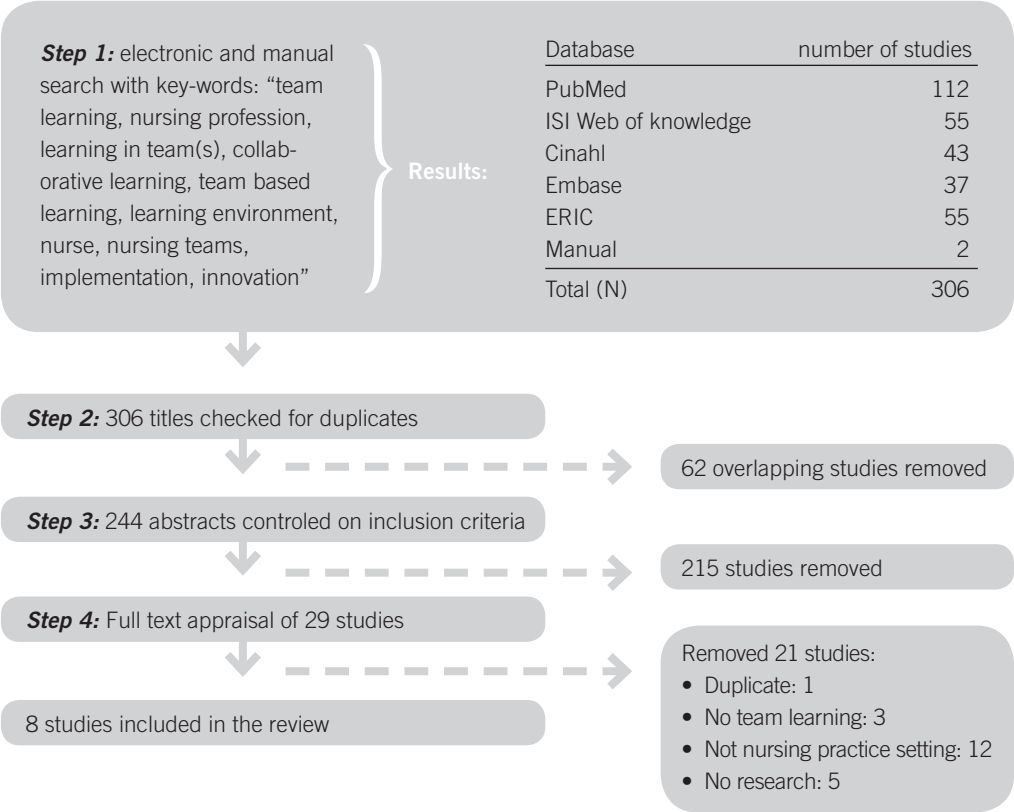 Step 1: electronic and manual
search with key-words: “team
learning, nursing profession,
learning in team(s), collab-
orative learning, team based
learning, learning environment,
nurse, nursing teams,
implementation, innovation”
Results:
Database number of studies
PubMed 112
ISI Web of knowledge 55
Cinahl 43
Embase 37
ERIC 55
Manual 2
Total (N) 306
Step 2: 306 titles checked for duplicates
62 overlapping studies removed
Step 3: 244 abstracts controled on inclusion criteria
215 studies removed
Step 4: Full text appraisal of 29 studies
Removed 21 studies:
• Duplicate: 1
• No team learning: 3
• Not nursing practice setting: 12
• No research: 5
8 studies included in the review